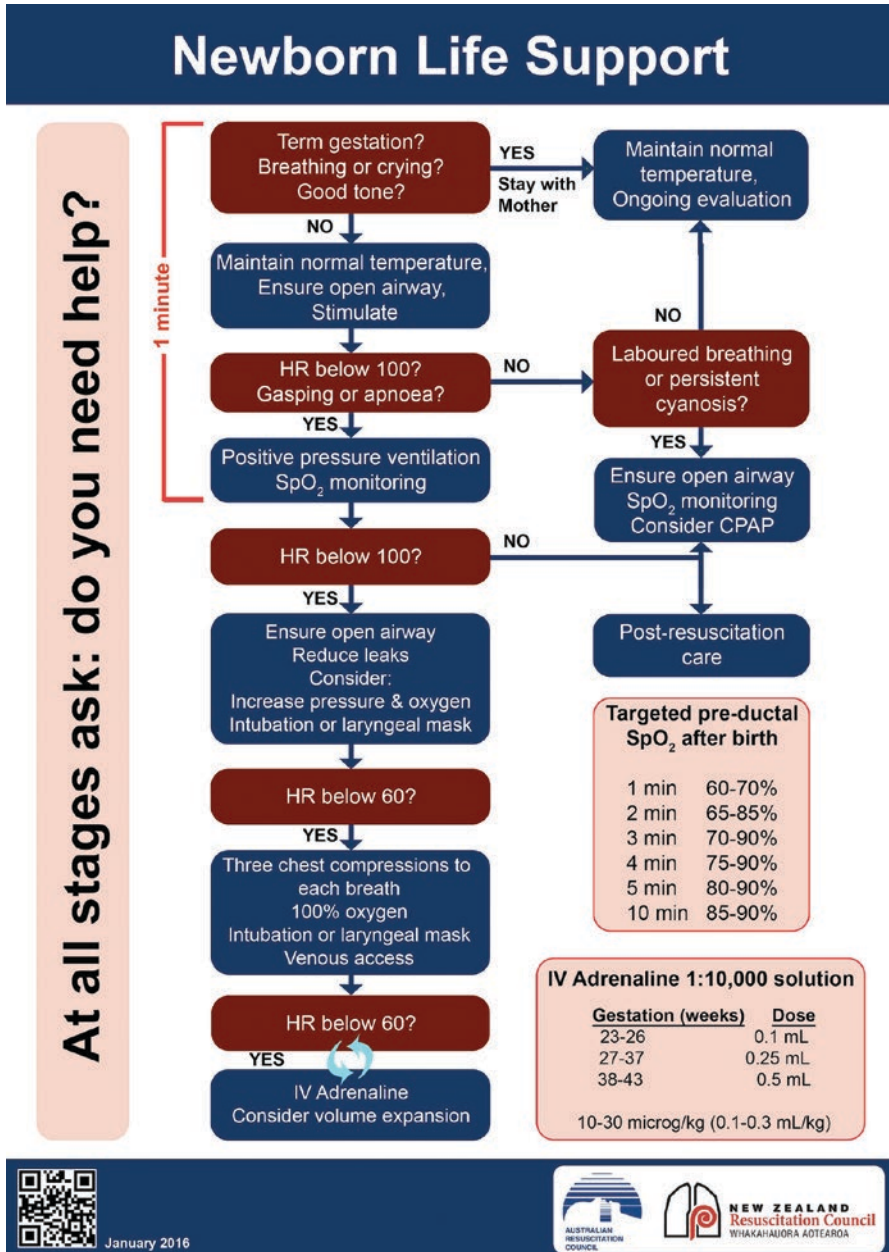 Newborn Life Support
At all stages ask: do you need help?
1 minute
Term gestation?
Breathing or crying?
Good tone?
YES
Stay with
Mother
Maintain normal
temperature,
Ongoing evaluation
NO
Maintain normal temperature,
Ensure open airway,
Stimulate
HR below 100?
Gasping or apnoea?
NO
Laboured breathing
or persistent
cyanosis?
NO
YES
YES
Positive pressure ventilation
SpO₂ monitoring
Ensure open airway
SpO₂ monitoring
Consider CPAP
HR below 100?
NO
YES
Post-resuscitation
care
Ensure open airway
Reduce leaks
Consider:
Increase pressure & oxygen
Intubation or laryngeal mask
HR below 60?
YES
Three chest compressions to
each breath
100% oxygen
Intubation or laryngeal mask
Venous access
HR below 60?
YES
IV Adrenaline
Consider volume expansion
Targeted pre-ductal
SpO₂ after birth
1 min 60-70%
2 min 65-85%
3 min 70-90%
4 min 75-90%
5 min 80-90%
10 min 85-90%
IV Adrenaline 1:10,000 solution
Gestation (weeks) Dose
23-26 0.1 mL
27-37 0.25 mL
38-43 0.5 mL
10-30 microg/kg (0.1-0.3 mL/kg)
January 2016
AUSTRALIAN
RESUSCITATION
COUNCIL
NEW ZEALAND
Resuscitation Council
WHAKAHAUORA AOTEAROA